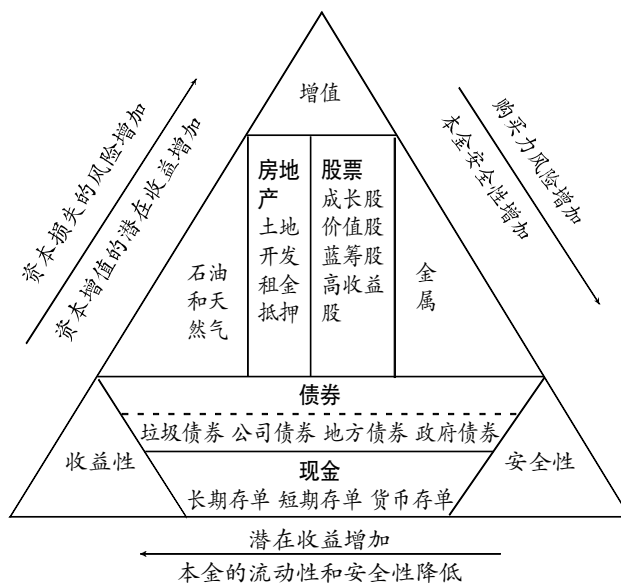 增值
资本损失的风险增加
资本增值的潜在收益增加
购买力风险增加
本金安全性增加
石油
和天
然气
房地
产
土地
开发
租金
抵押
股票
成长股
价值股
蓝筹股
高收益
股
金
属
债券
垃圾债券 公司债券 地方债券 政府债券
收益性
现金
长期存单 短期存单 货币存单
安全性
潜在收益增加
本金的流动性和安全性降低